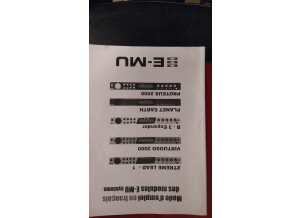 Mode d'emploi en français
des modules E-MU systems
XTREME LEAD - 1
VIRTUOSO 2000
B - 3 Expander
PLANET EARTH
PROTEUS 2000
E-MU